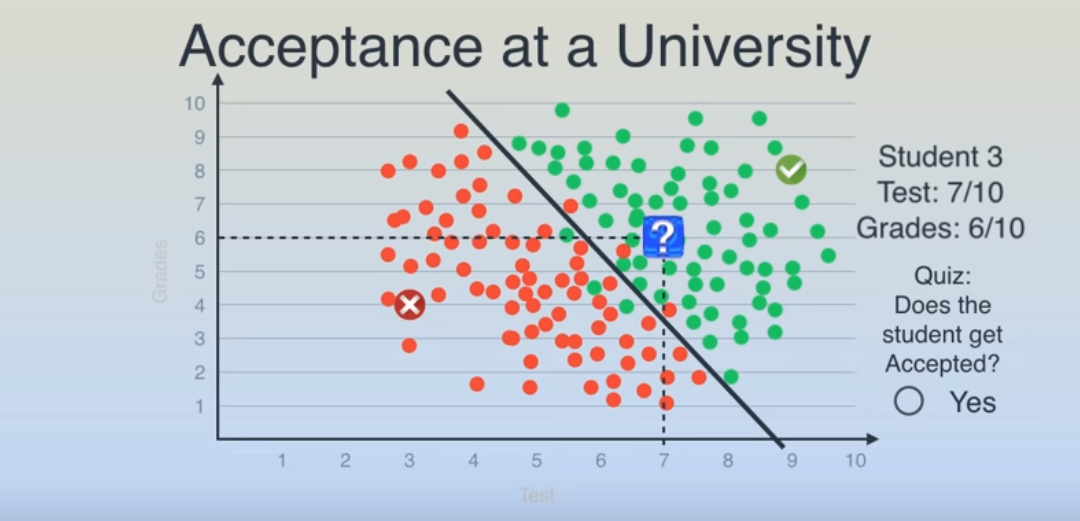 Acceptance at a University
10
9
8
7
6
5
4
3
2
1
Grades
?
1 2 3 4 5 6 7 8 9 10
Test
Student 3
Test: 7/10
Grades: 6/10
Quiz:
Does the
student get
Accepted?
Yes